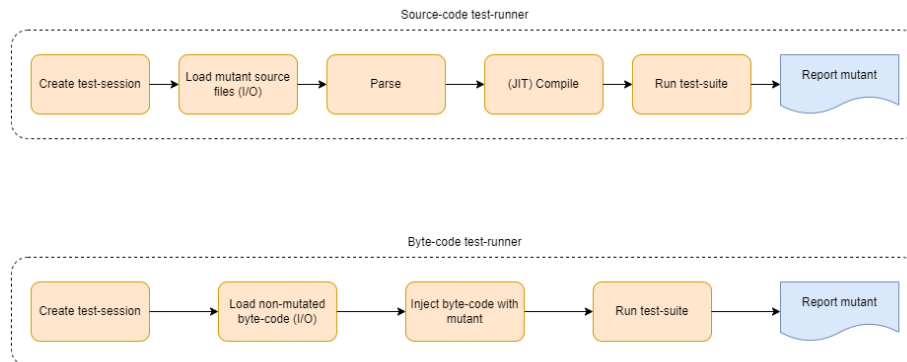 Source-code test-runner
Create test-session
Load mutant source
files (I/O)
Parse
(JIT) Compile
Run test-suite
Report mutant
Byte-code test-runner
Create test-session
Load non-mutated
byte-code (I/O)
Inject byte-code with
mutant
Run test-suite
Report mutant